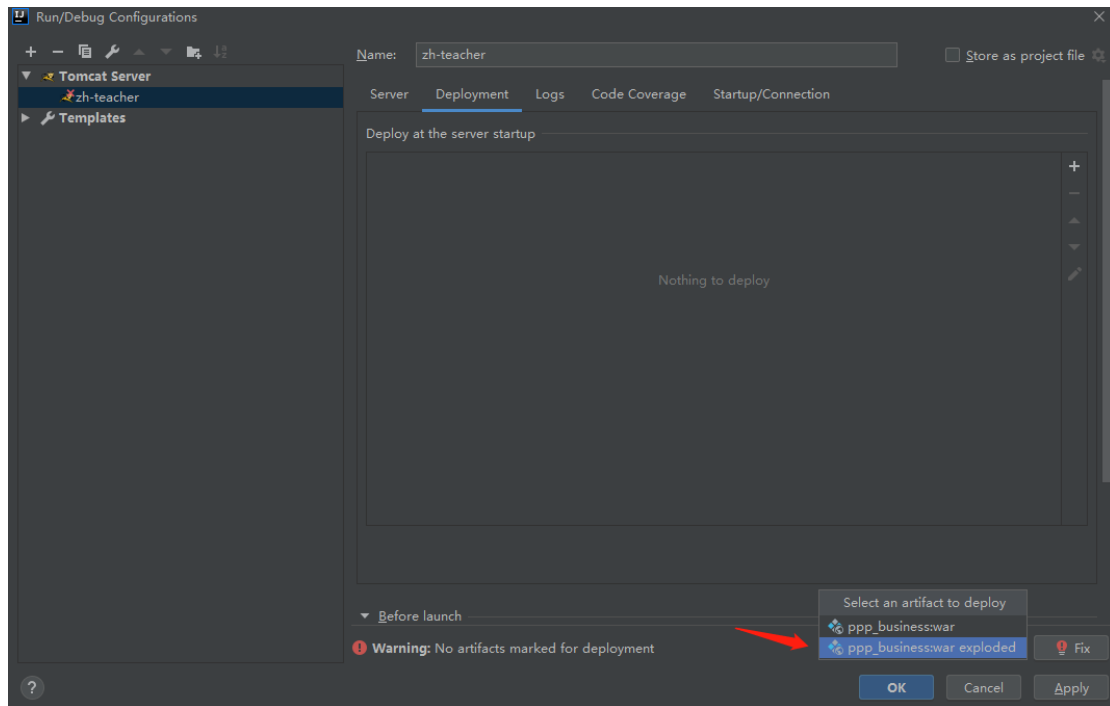 Run/Debug Configurations
Name: zh-teacher
Store as project file
Tomcat Server
zh-teacher
Templates
Server Deployment Logs Code Coverage Startup/Connection
Deploy at the server startup
Nothing to deploy
Before launch
Select an artifact to deploy
ppp_business:war
ppp_business:war exploded
Warning: No artifacts marked for deployment
Fix
?
OK Cancel Apply